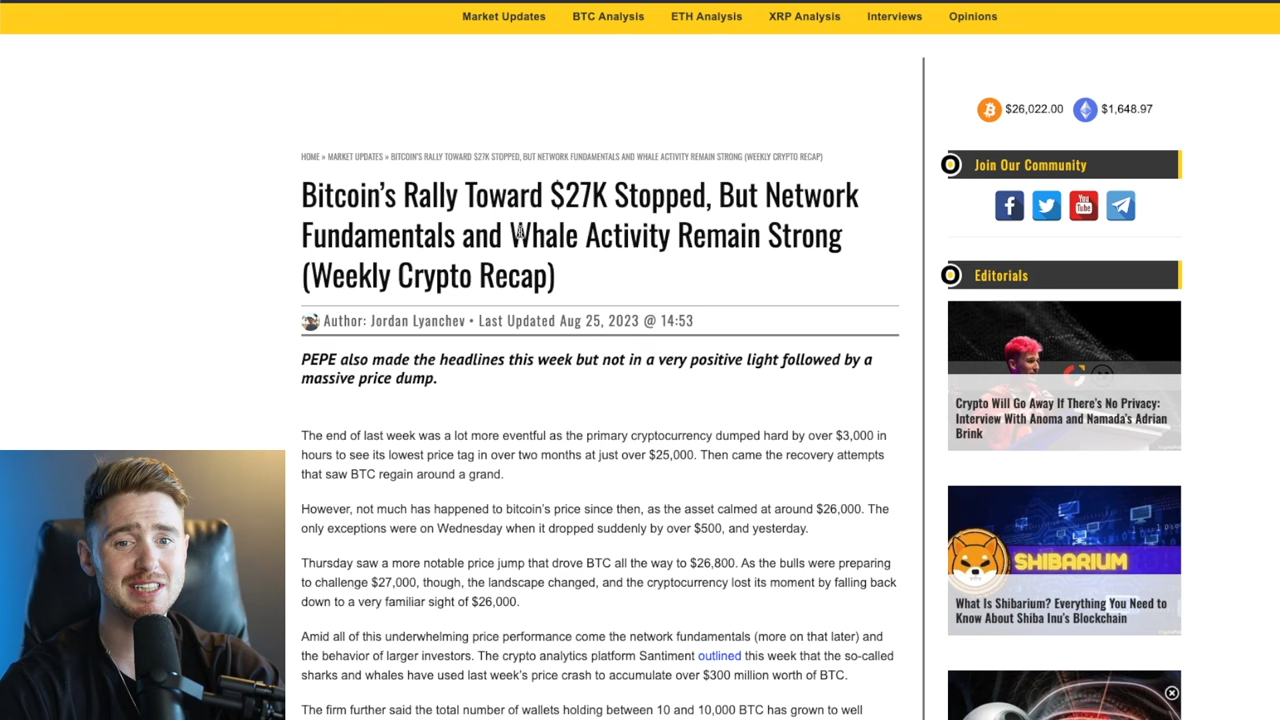 Market Updates BTC Analysis ETH Analysis XRP Analysis Interviews Opinions
$26,022.00 $1,648.97
HOME » MARKET UPDATES » BITCOIN'S RALLY TOWARD $27K STOPPED, BUT NETWORK FUNDAMENTALS AND WHALE ACTIVITY REMAIN STRONG (WEEKLY CRYPTO RECAP)
Bitcoin's Rally Toward $27K Stopped, But Network
Fundamentals and Whale Activity Remain Strong
(Weekly Crypto Recap)
Author: Jordan Lyanchev • Last Updated Aug 25, 2023 @ 14:53
PEPE also made the headlines this week but not in a very positive light followed by a
massive price dump.
The end of last week was a lot more eventful as the primary cryptocurrency dumped hard by over $3,000 in
hours to see its lowest price tag in over two months at just over $25,000. Then came the recovery attempts
that saw BTC regain around a grand.
However, not much has happened to bitcoin's price since then, as the asset calmed at around $26,000. The
only exceptions were on Wednesday when it dropped suddenly by over $500, and yesterday.
Thursday saw a more notable price jump that drove BTC all the way to $26,800. As the bulls were preparing
to challenge $27,000, though, the landscape changed, and the cryptocurrency lost its moment by falling back
down to a very familiar sight of $26,000.
Amid all of this underwhelming price performance come the network fundamentals (more on that later) and
the behavior of larger investors. The crypto analytics platform Santiment outlined this week that the so-called
sharks and whales have used last week's price crash to accumulate over $300 million worth of BTC.
The firm further said the total number of wallets holding between 10 and 10,000 BTC has grown to well
Join Our Community
You
Tube
Editorials
Crypto Will Go Away If There's No Privacy:
Interview With Anoma and Namada's Adrian
Brink
SHIBARIUM
What Is Shibarium? Everything You Need to
Know About Shiba Inu's Blockchain